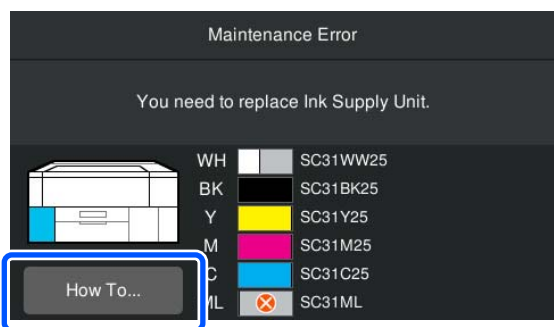 Maintenance Error
You need to replace Ink Supply Unit.
WH SC31WW25
BK SC31BK25
Y SC31Y25
M SC31M25
C SC31C25
ML SC31ML
How To...